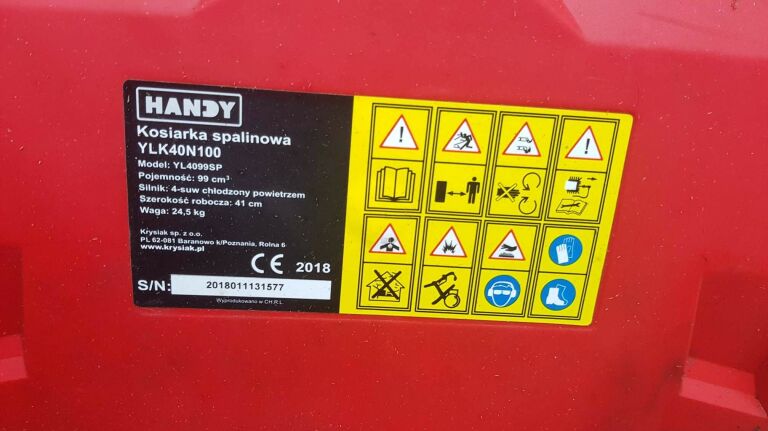 HANDY
Kosiarka spalinowa
YLK40N100
Model: YL4099SP
Pojemność: 99 cm³
Silnik: 4-suw chłodzony powietrzem
Szerokość robocza: 41 cm
Waga: 24,5 kg
Krysiak sp. z o.o.
PL 62-081 Baranowo k/Poznania, Rolna 6
www.krysiak.pl
CE 2018
S/N: 2018011131577
Wyprodukowano w CH.R.L.